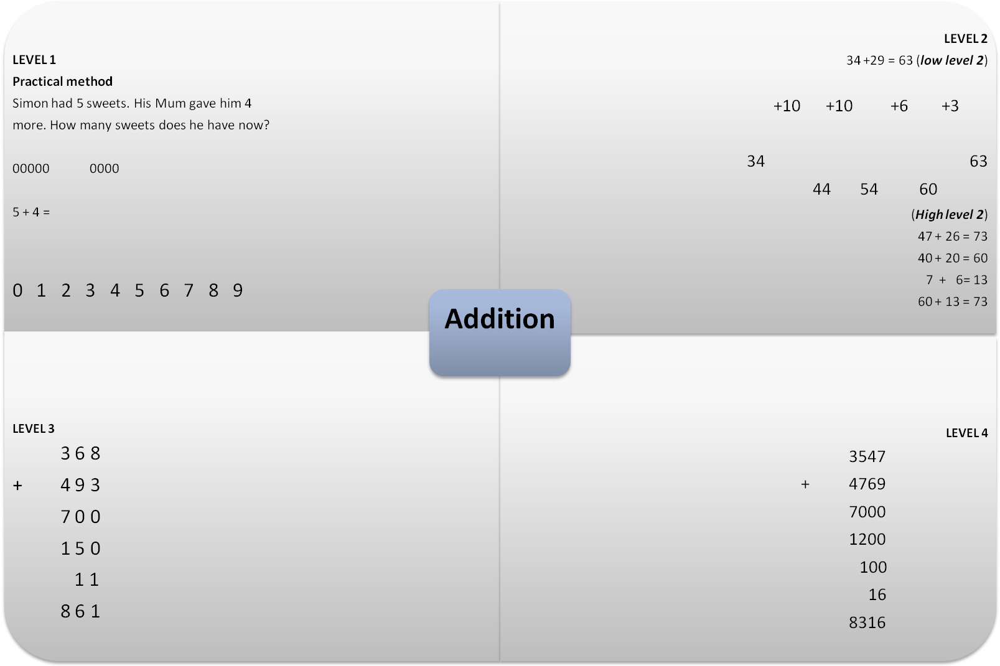 LEVEL 1
Practical method
Simon had 5 sweets. His Mum gave him 4
more. How many sweets does he have now?
00000 0000
5 + 4 =
0 1 2 3 4 5 6 7 8 9
LEVEL 2
34 +29 = 63 (low level 2)
+10 +10 +6 +3
34 63
44 54 60
(High level 2)
47 + 26 = 73
40 + 20 = 60
7 + 6= 13
60 + 13 = 73
Addition
LEVEL 3
3 6 8
+ 4 9 3
7 0 0
1 5 0
1 1
8 6 1
LEVEL 4
3547
+ 4769
7000
1200
100
16
8316